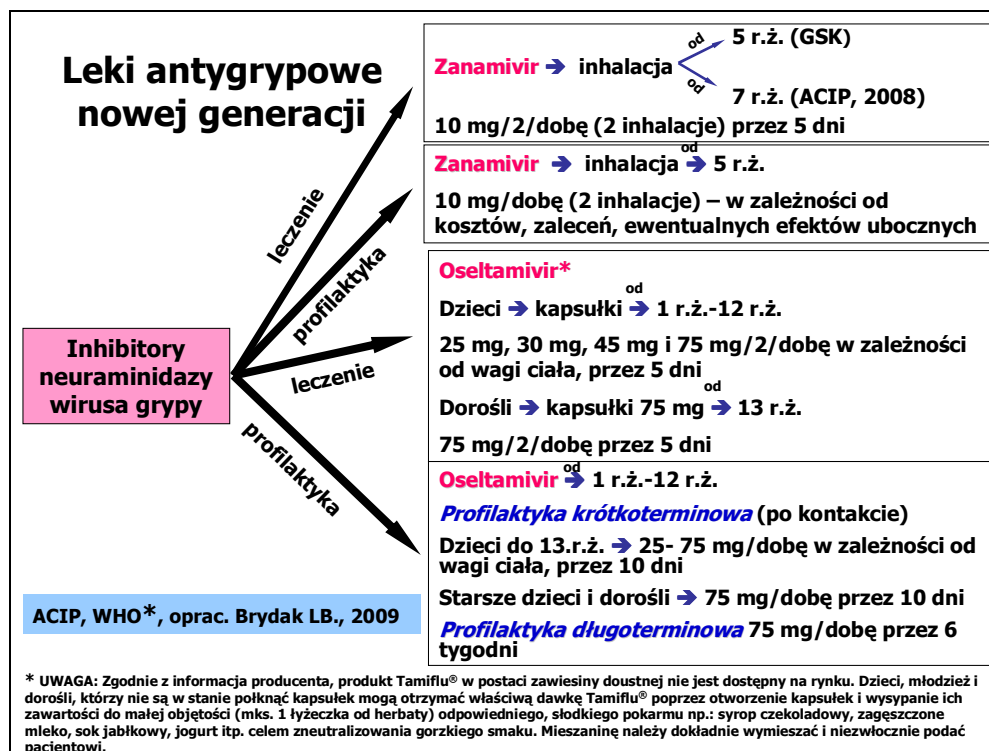 Leki antygrypowe
nowej generacji
Inhibitory
neuraminidazy
wirusa grypy
leczenie
Zanamivir ➔ inhalacja
od
5 r.ż. (GSK)
od
7 r.ż. (ACIP, 2008)
10 mg/2/dobę (2 inhalacje) przez 5 dni
profilaktyka
Zanamivir ➔ inhalacja od ➔ 5 r.ż.
10 mg/dobę (2 inhalacje) – w zależności od
kosztów, zaleceń, ewentualnych efektów ubocznych
leczenie
Oseltamivir*
Dzieci ➔ kapsułki od ➔ 1 r.ż.-12 r.ż.
25 mg, 30 mg, 45 mg i 75 mg/2/dobę w zależności
od wagi ciała, przez 5 dni
Dorośli ➔ kapsułki 75 mg od ➔ 13 r.ż.
75 mg/2/dobę przez 5 dni
profilaktyka
Oseltamivir od ➔ 1 r.ż.-12 r.ż.
Profilaktyka krótkoterminowa (po kontakcie)
Dzieci do 13.r.ż. ➔ 25- 75 mg/dobę w zależności od
wagi ciała, przez 10 dni
Starsze dzieci i dorośli ➔ 75 mg/dobę przez 10 dni
Profilaktyka długoterminowa 75 mg/dobę przez 6
tygodni
ACIP, WHO*, oprac. Brydak LB., 2009
* UWAGA: Zgodnie z informacja producenta, produkt Tamiflu® w postaci zawiesiny doustnej nie jest dostępny na rynku. Dzieci, młodzież i
dorośli, którzy nie są w stanie połknąć kapsułek mogą otrzymać właściwą dawkę Tamiflu® poprzez otworzenie kapsułek i wysypanie ich
zawartości do małej objętości (mks. 1 łyżeczka od herbaty) odpowiedniego, słodkiego pokarmu np.: syrop czekoladowy, zagęszczone
mleko, sok jabłkowy, jogurt itp. celem zneutralizowania gorzkiego smaku. Mieszaninę należy dokładnie wymieszać i niezwłocznie podać
pacjentowi.